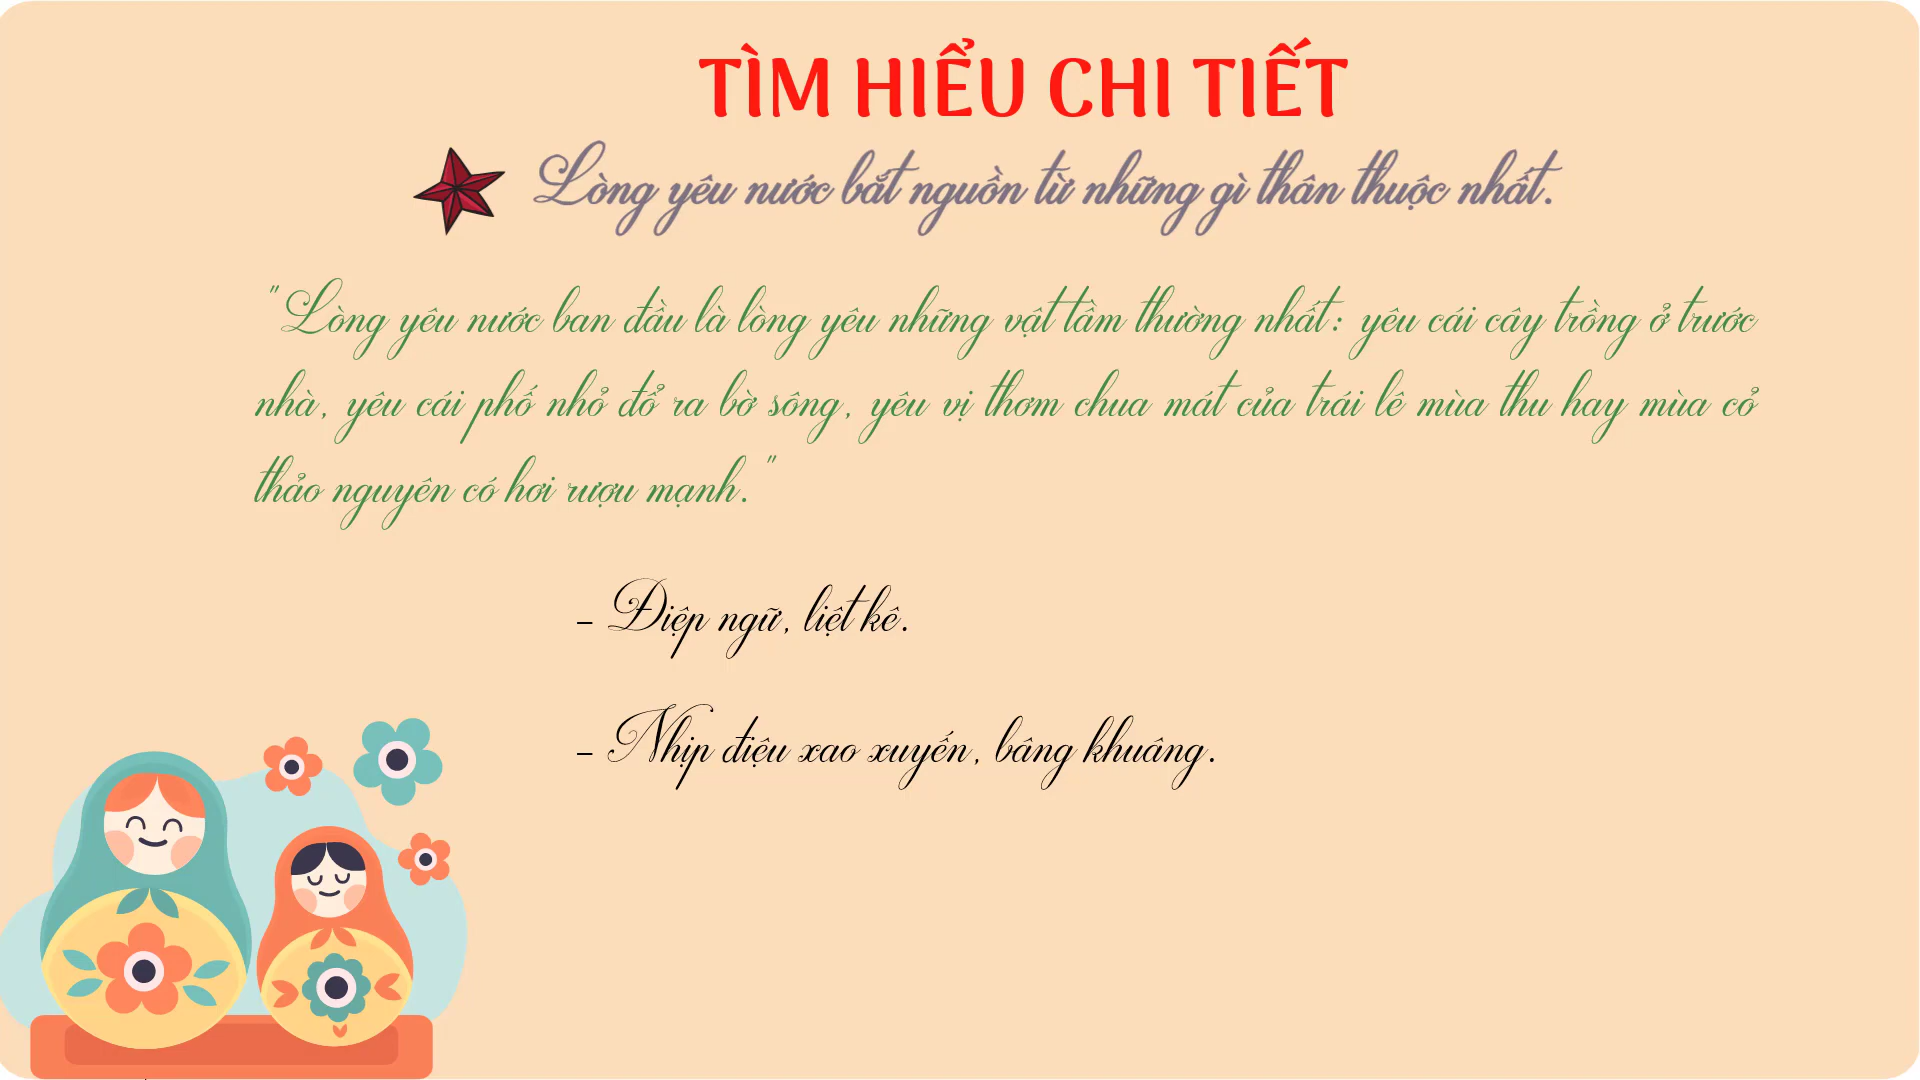 TÌM HIỂU CHI TIẾT
Lòng yêu nước bắt nguồn từ những gì thân thuộc nhất.
"Lòng yêu nước ban đầu là lòng yêu những vật tầm thường nhất: yêu cái cây trồng ở trước
nhà, yêu cái phố nhỏ đổ ra bờ sông, yêu vị thơm chua mát của trái lê mùa thu hay mùa cỏ
thảo nguyên có hơi rượu mạnh."
- Điệp ngữ, liệt kê.
- Nhịp điệu xao xuyến, bâng khuâng.